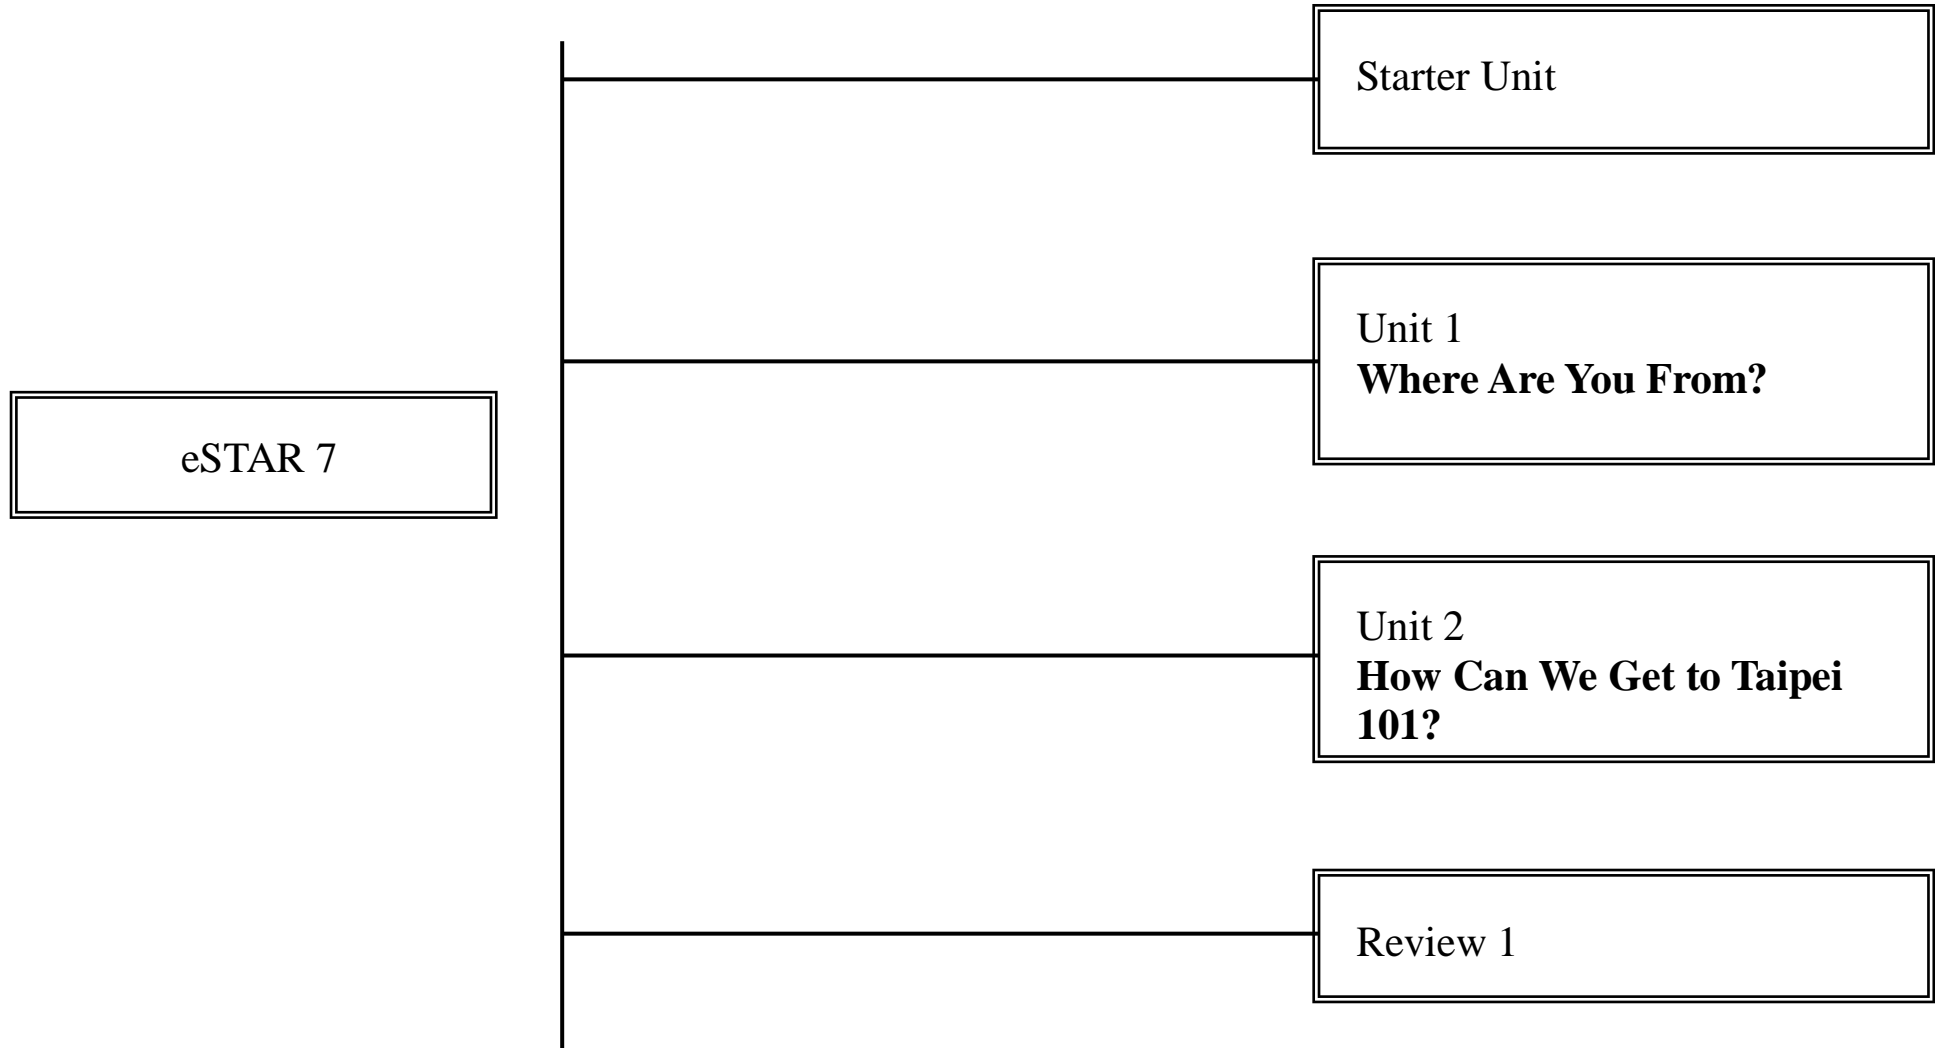 Starter Unit
Unit 1
Where Are You From?
eSTAR 7
Unit 2
How Can We Get to Taipei
101?
Review 1